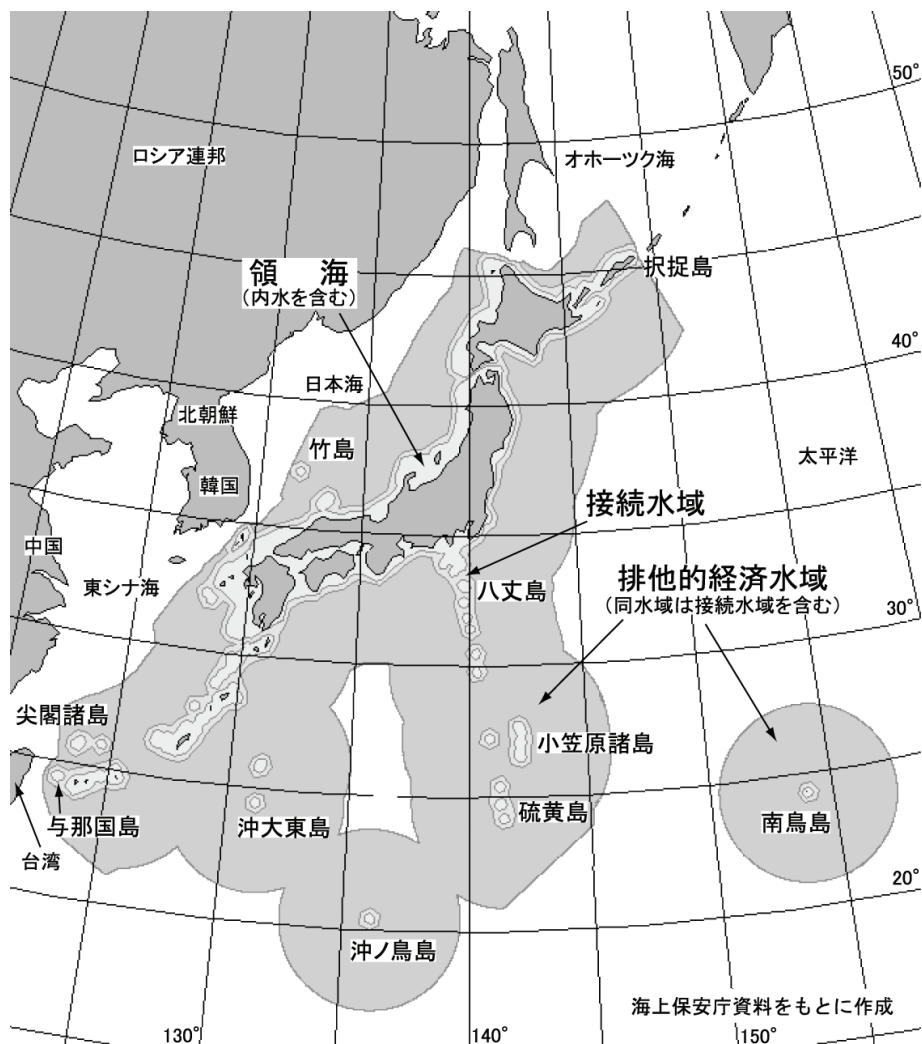 50°
ロシア連邦
オホーツク海
領 海
(内水を含む)
択捉島
40°
日本海
北朝鮮
竹島
韓国
太平洋
接続水域
中国
東シナ海
八丈島
排他的経済水域
(同水域は接続水域を含む)
30°
尖閣諸島
小笠原諸島
与那国島
沖大東島
硫黄島
南鳥島
台湾
20°
沖ノ鳥島
海上保安庁資料をもとに作成
130°
140°
150°